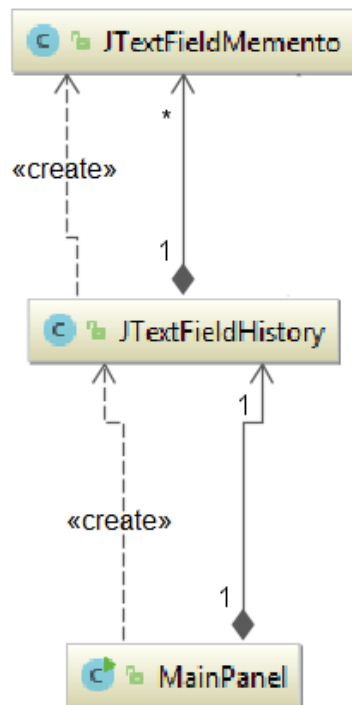 C JTextFieldMemento
*
«create»
1
C JTextFieldHistory
1
«create»
1
C MainPanel